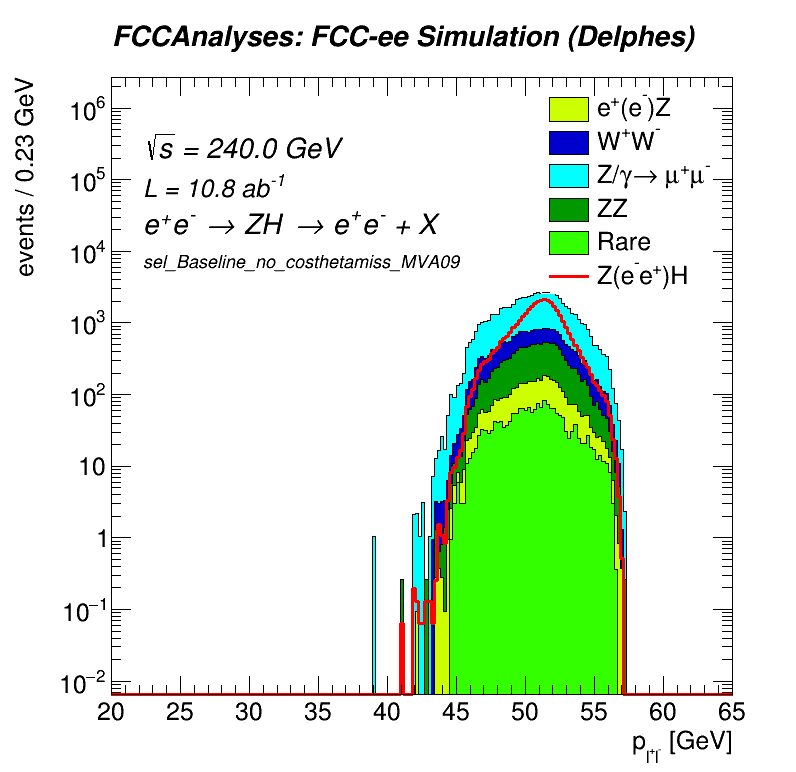 FCCAnalyses: FCC-ee Simulation (Delphes)
events / 0.23 GeV
10⁶
10⁵
10⁴
10³
10²
10
1
10⁻¹
10⁻²
√s = 240.0 GeV
L = 10.8 ab⁻¹
e⁺e⁻ → ZH → e⁺e⁻ + X
sel_Baseline_no_costhetamiss_MVA09
e⁺(e⁻)Z
W⁺W⁻
Z/γ→ μ⁺μ⁻
ZZ
Rare
Z(e⁻e⁺)H
20 25 30 35 40 45 50 55 60 65
p_l⁺l⁻ [GeV]